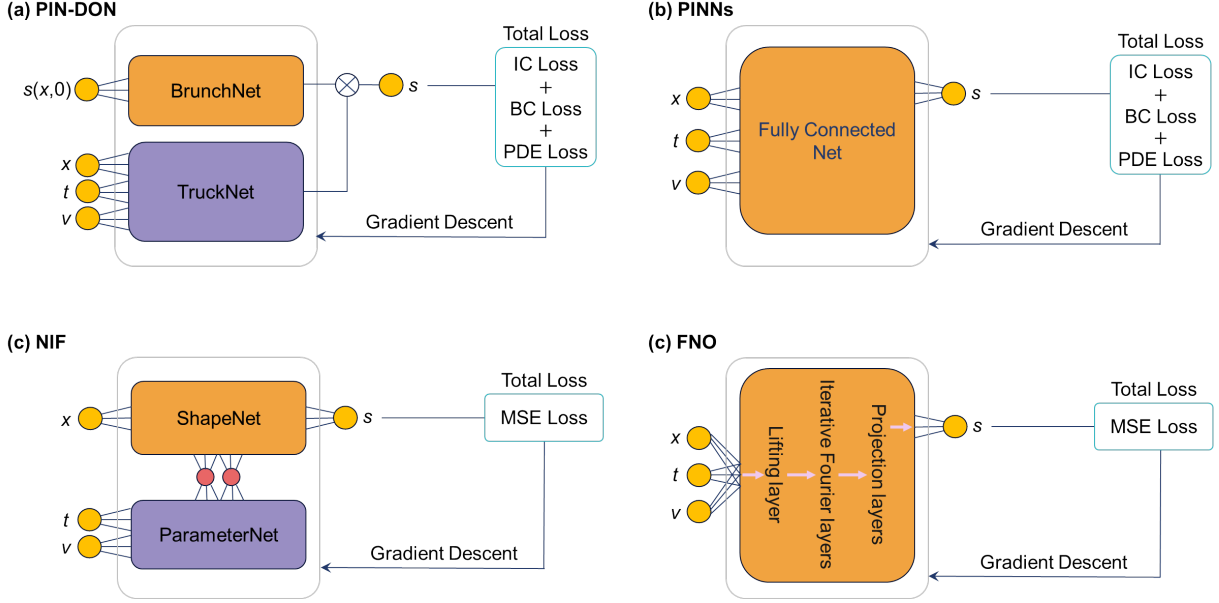 (a) PIN-DON
s(x,0)
BrunchNet
s
x
t
v
TruckNet
Total Loss
IC Loss
+
BC Loss
+
PDE Loss
Gradient Descent
(b) PINNs
x
t
v
Fully Connected
Net
s
Total Loss
IC Loss
+
BC Loss
+
PDE Loss
Gradient Descent
(c) NIF
x
ShapeNet
s
t
v
ParameterNet
Total Loss
MSE Loss
Gradient Descent
(c) FNO
x
t
v
Lifting layer
Iterative Fourier layers
Projection layers
s
Total Loss
MSE Loss
Gradient Descent